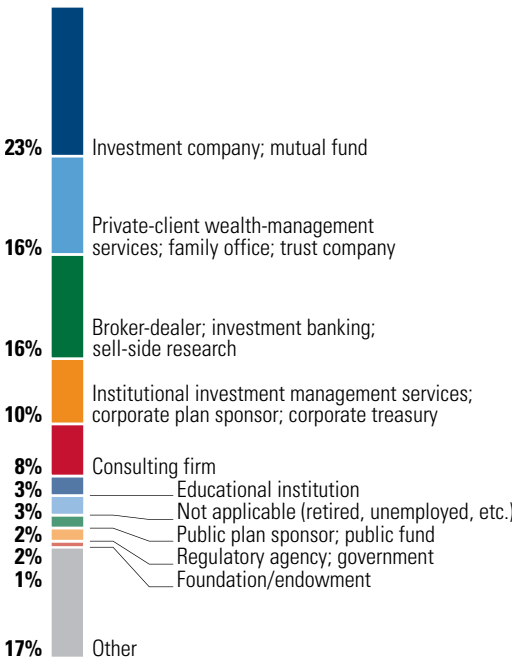 23% Investment company; mutual fund
Private-client wealth-management
16% services; family office; trust company
Broker-dealer; investment banking;
16% sell-side research
Institutional investment management services;
10% corporate plan sponsor; corporate treasury
8% Consulting firm
3% Educational institution
3% Not applicable (retired, unemployed, etc.)
2% Public plan sponsor; public fund
2% Regulatory agency; government
1% Foundation/endowment
17% Other